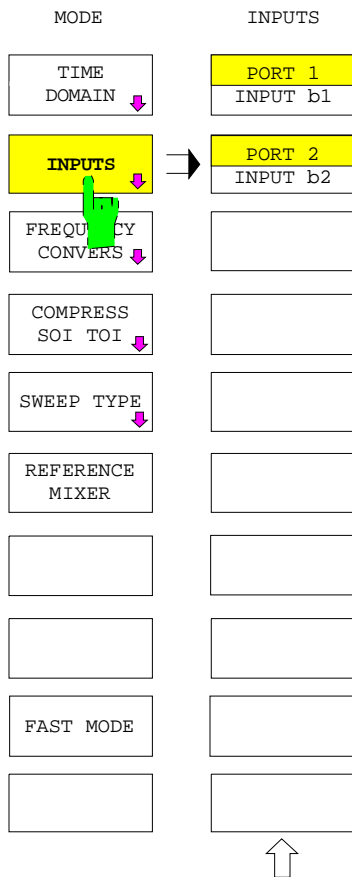 MODE
TIME
DOMAIN
INPUTS
CONVERS
COMPRESS
SOI TOI
SWEEP TYPE
REFERENCE
MIXER
FAST MODE
INPUTS
PORT 1
INPUT b1
PORT 2
INPUT b2